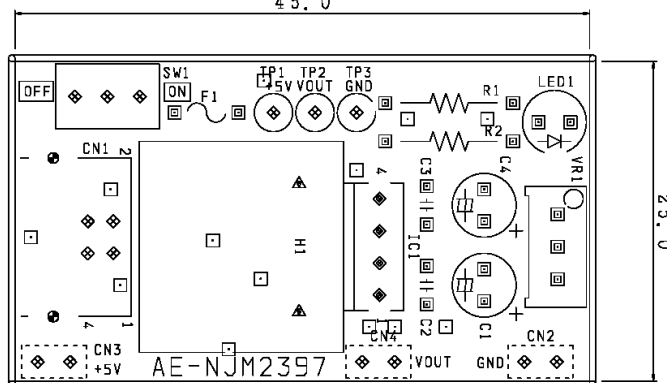 45.0
SW1
OFF
ON
F1
TP1 TP2 TP3
+5V VOUT GND
R1
R2
LED1
CN1
2
C3
4
C4
VR1
25.0
H1
IC1
4 1
1
C2
C1
CN3
+5V
AE-NJM2397
CN4
VOUT
GND
CN2